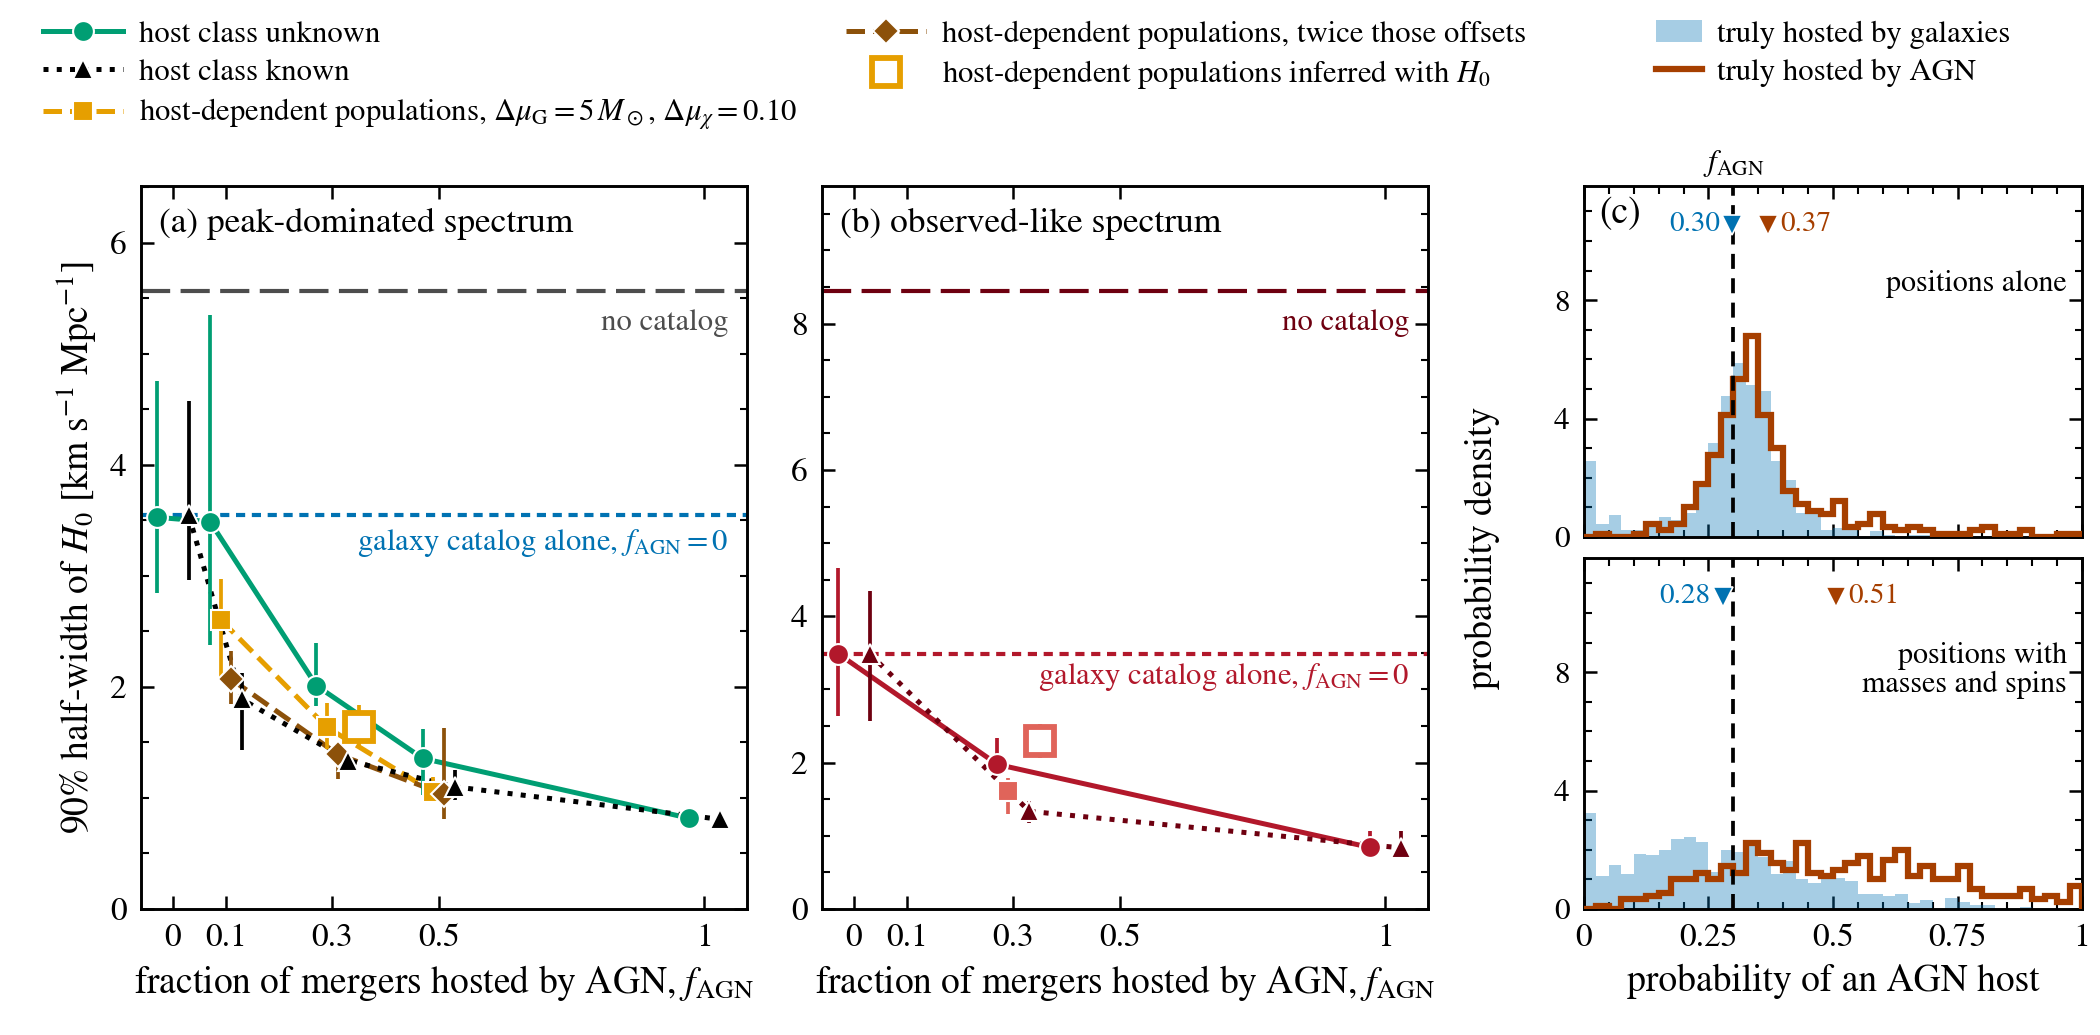 host class unknown
host class known
host-dependent populations, Δμ_G = 5 M_⊙, Δμ_χ = 0.10
host-dependent populations, twice those offsets
host-dependent populations inferred with H_0
truly hosted by galaxies
truly hosted by AGN
(a) peak-dominated spectrum
no catalog
galaxy catalog alone, f_AGN = 0
90% half-width of H_0 [km s^−1 Mpc^−1]
6
4
2
0
0 0.1 0.3 0.5 1
fraction of mergers hosted by AGN, f_AGN
(b) observed-like spectrum
no catalog
galaxy catalog alone, f_AGN = 0
8
6
4
2
0
0 0.1 0.3 0.5 1
fraction of mergers hosted by AGN, f_AGN
f_AGN
(c)
0.30 0.37
positions alone
8
4
0
probability density
0.28 0.51
positions with
masses and spins
8
4
0
0 0.25 0.5 0.75 1
probability of an AGN host